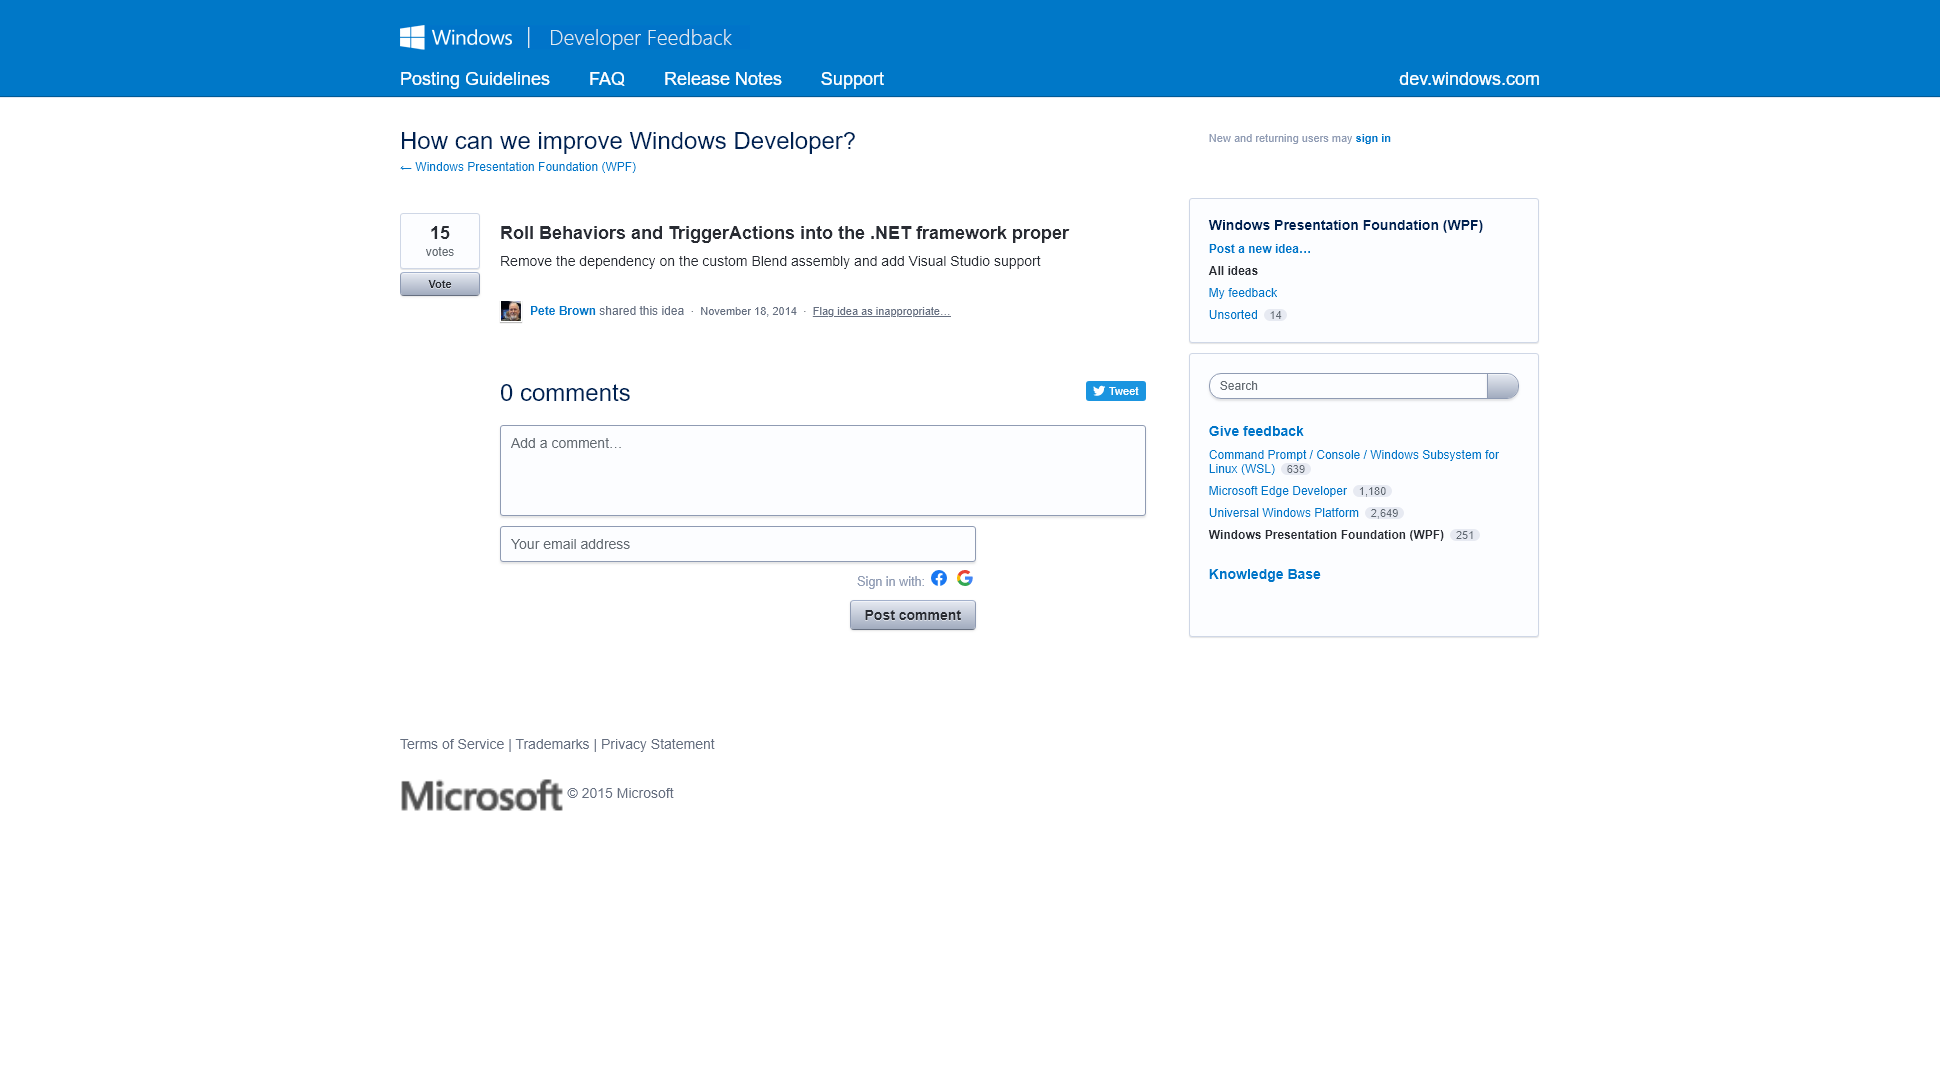 Windows | Developer Feedback
Posting Guidelines FAQ Release Notes Support dev.windows.com
How can we improve Windows Developer?
← Windows Presentation Foundation (WPF)
New and returning users may sign in
15
votes
Vote
Roll Behaviors and TriggerActions into the .NET framework proper
Remove the dependency on the custom Blend assembly and add Visual Studio support
Pete Brown shared this idea · November 18, 2014 · Flag idea as inappropriate…
0 comments
Tweet
Add a comment…
Your email address
Sign in with:
Post comment
Windows Presentation Foundation (WPF)
Post a new idea…
All ideas
My feedback
Unsorted 14
Search
Give feedback
Command Prompt / Console / Windows Subsystem for
Linux (WSL) 639
Microsoft Edge Developer 1,180
Universal Windows Platform 2,649
Windows Presentation Foundation (WPF) 251
Knowledge Base
Terms of Service | Trademarks | Privacy Statement
Microsoft © 2015 Microsoft